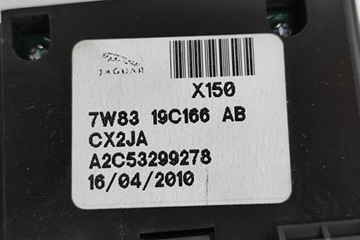 JAGUAR
X150
7W83 19C166 AB
CX2JA
A2C53299278
16/04/2010